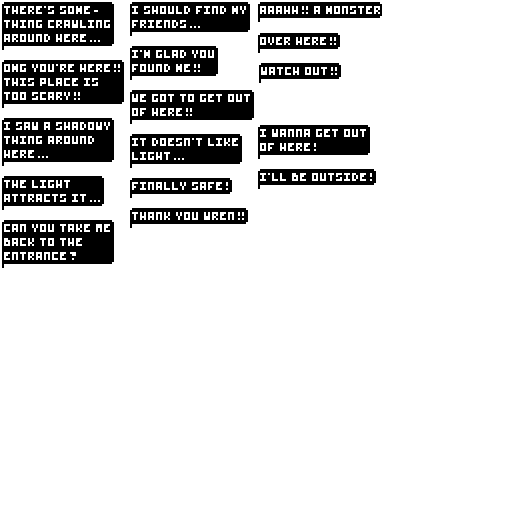 THERE'S SOME-
THING CRAWLING
AROUND HERE...
OMG YOU'RE HERE!!
THIS PLACE IS
TOO SCARY!!
I SAW A SHADOWY
THING AROUND
HERE...
THE LIGHT
ATTRACTS IT...
CAN YOU TAKE ME
BACK TO THE
ENTRANCE?
I SHOULD FIND MY
FRIENDS...
I'M GLAD YOU
FOUND ME!!
WE GOT TO GET OUT
OF HERE!!
IT DOESN'T LIKE
LIGHT...
FINALLY SAFE!
THANK YOU WREN!!
AAAHH!! A MONSTER
OVER HERE!!
WATCH OUT!!
I WANNA GET OUT
OF HERE!
I'LL BE OUTSIDE!